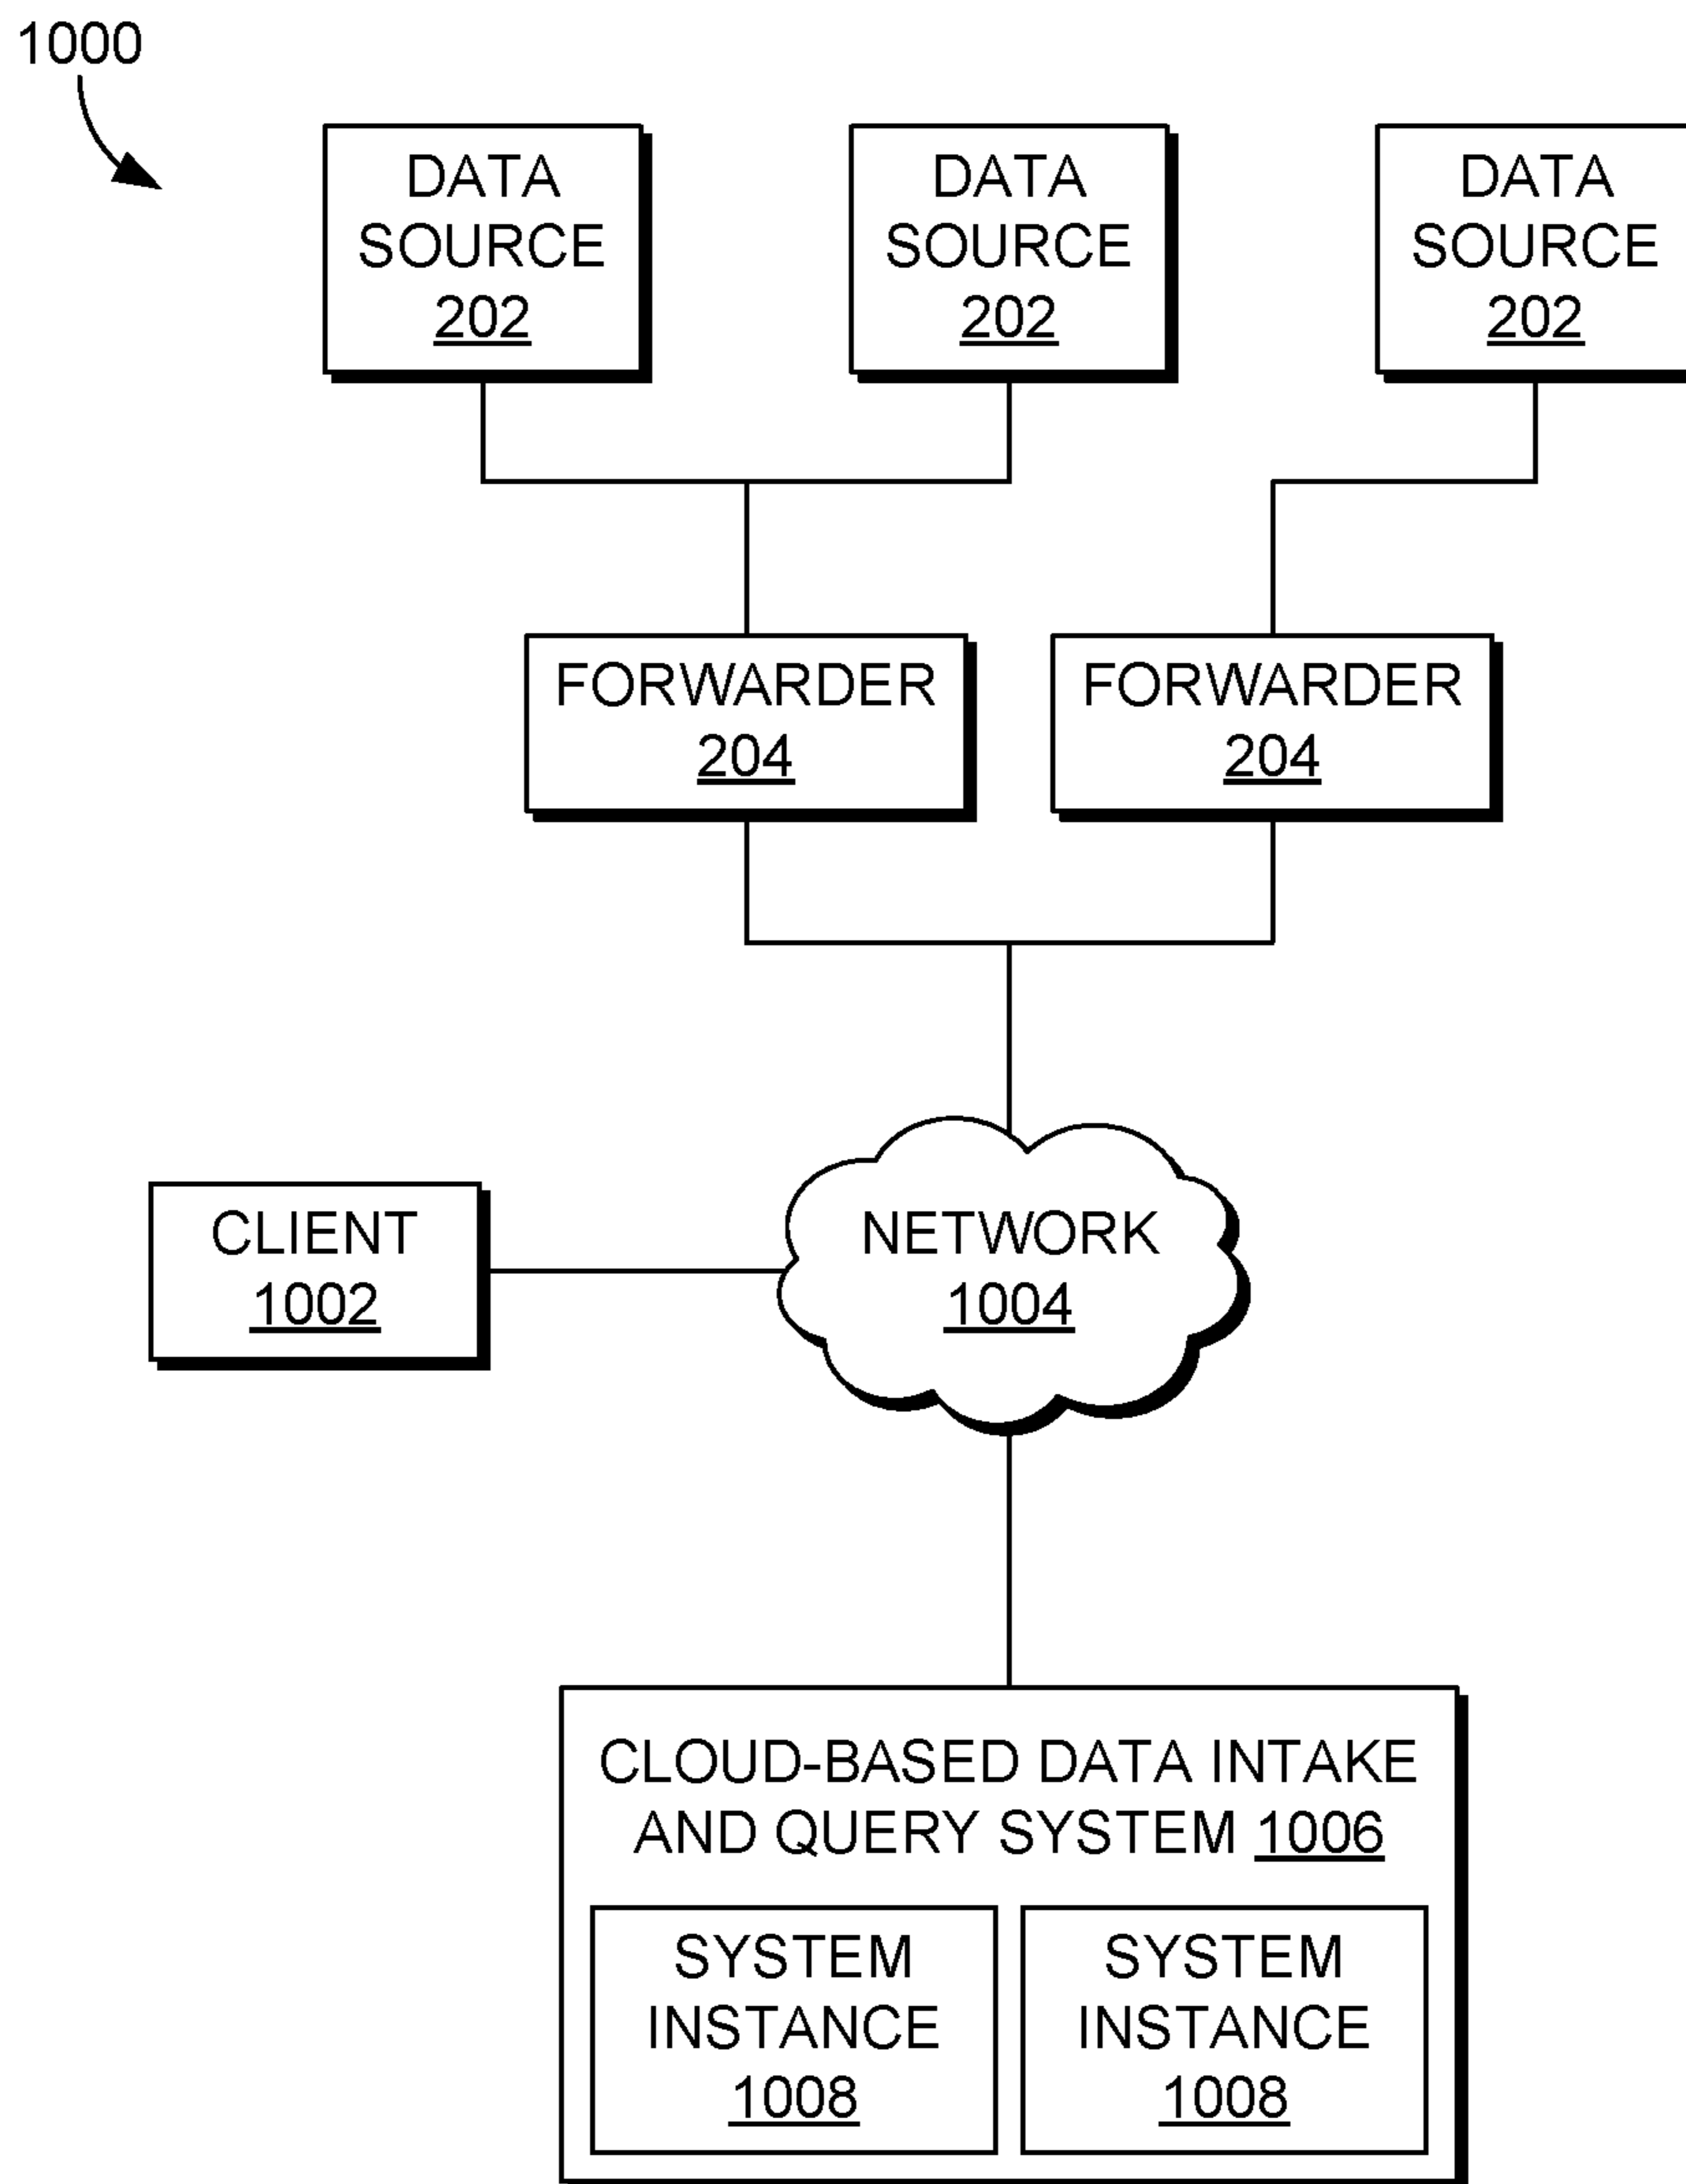 1000
DATA
SOURCE
202
DATA
SOURCE
202
DATA
SOURCE
202
FORWARDER
204
FORWARDER
204
CLIENT
1002
NETWORK
1004
CLOUD-BASED DATA INTAKE
AND QUERY SYSTEM 1006
SYSTEM
INSTANCE
1008
SYSTEM
INSTANCE
1008